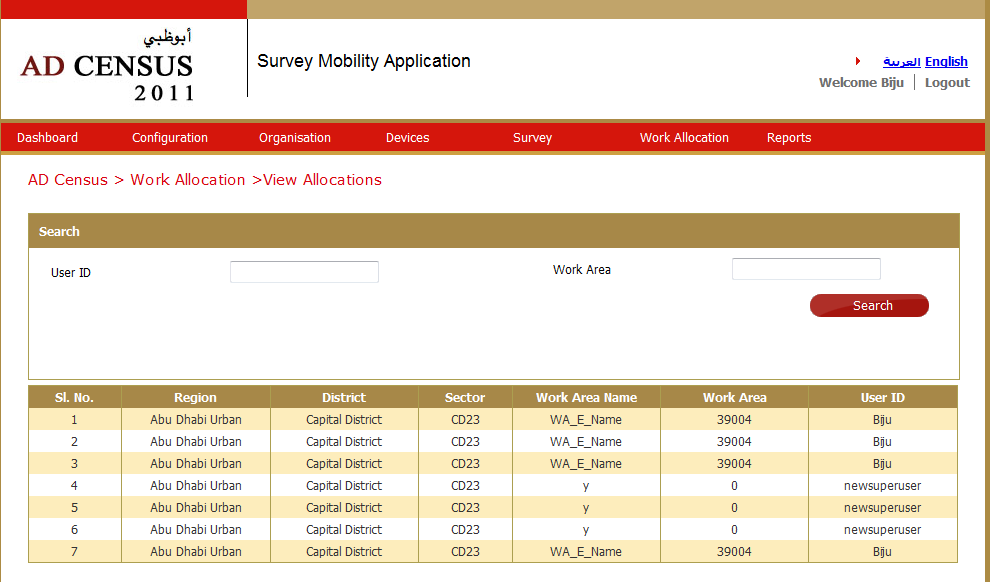 أبوظبي
AD CENSUS
2011
Survey Mobility Application
العربية English
Welcome Biju | Logout
Dashboard Configuration Organisation Devices Survey Work Allocation Reports
AD Census > Work Allocation >View Allocations
Search
User ID Work Area
Search
Sl. No. Region District Sector Work Area Name Work Area User ID
1 Abu Dhabi Urban Capital District CD23 WA_E_Name 39004 Biju
2 Abu Dhabi Urban Capital District CD23 WA_E_Name 39004 Biju
3 Abu Dhabi Urban Capital District CD23 WA_E_Name 39004 Biju
4 Abu Dhabi Urban Capital District CD23 y 0 newsuperuser
5 Abu Dhabi Urban Capital District CD23 y 0 newsuperuser
6 Abu Dhabi Urban Capital District CD23 y 0 newsuperuser
7 Abu Dhabi Urban Capital District CD23 WA_E_Name 39004 Biju